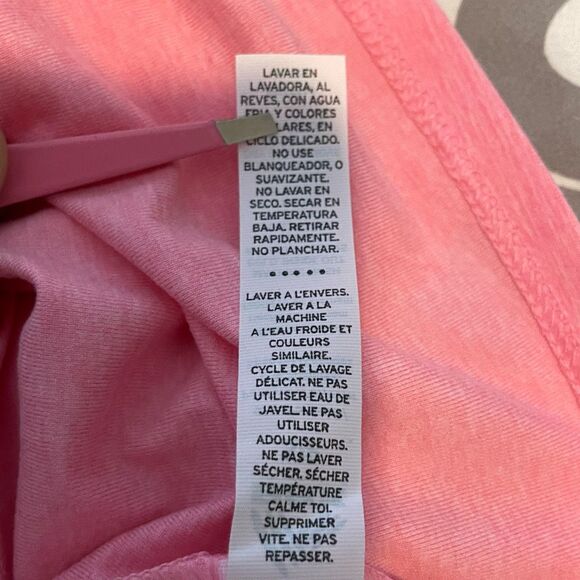 LAVAR EN
LAVADORA, AL
REVES, CON AGUA
FRIA Y COLORES
LARES, EN
CICLO DELICADO.
NO USE
BLANQUEADOR, O
SUAVIZANTE.
NO LAVAR EN
SECO. SECAR EN
TEMPERATURA
BAJA. RETIRAR
RAPIDAMENTE.
NO PLANCHAR.
•••••
LAVER A L'ENVERS.
LAVER A LA
MACHINE
A L'EAU FROIDE ET
COULEURS
SIMILAIRE.
CYCLE DE LAVAGE
DÉLICAT. NE PAS
UTILISER EAU DE
JAVEL. NE PAS
UTILISER
ADOUCISSEURS.
NE PAS LAVER
SÉCHER. SÉCHER
TEMPÉRATURE
CALME TOI.
SUPPRIMER
VITE. NE PAS
REPASSER.